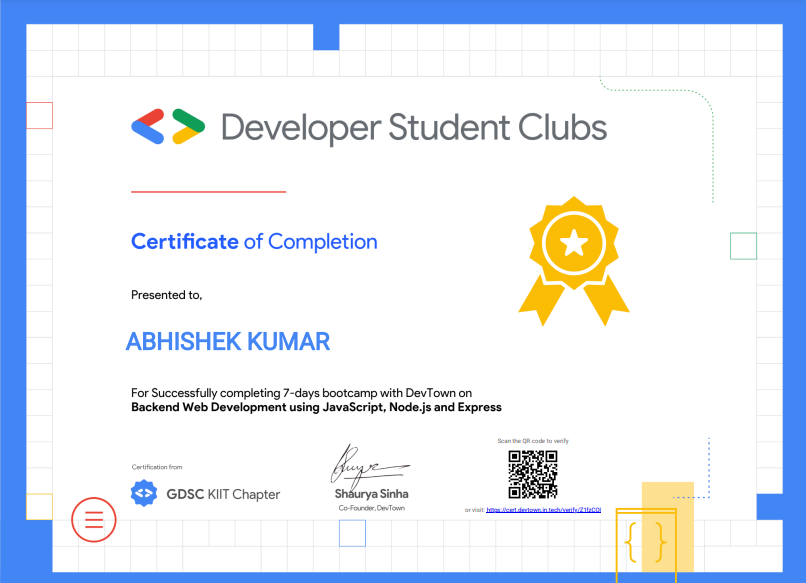 Developer Student Clubs
Certificate of Completion
Presented to,
ABHISHEK KUMAR
For Successfully completing 7-days bootcamp with DevTown on
Backend Web Development using JavaScript, Node.js and Express
Scan the QR code to verify
Certification from
GDSC KIIT Chapter
Shaurya Sinha
Co-Founder, DevTown
or visit: https://cert.devtown.in.tech/verify/Z1fzCQI
{ }